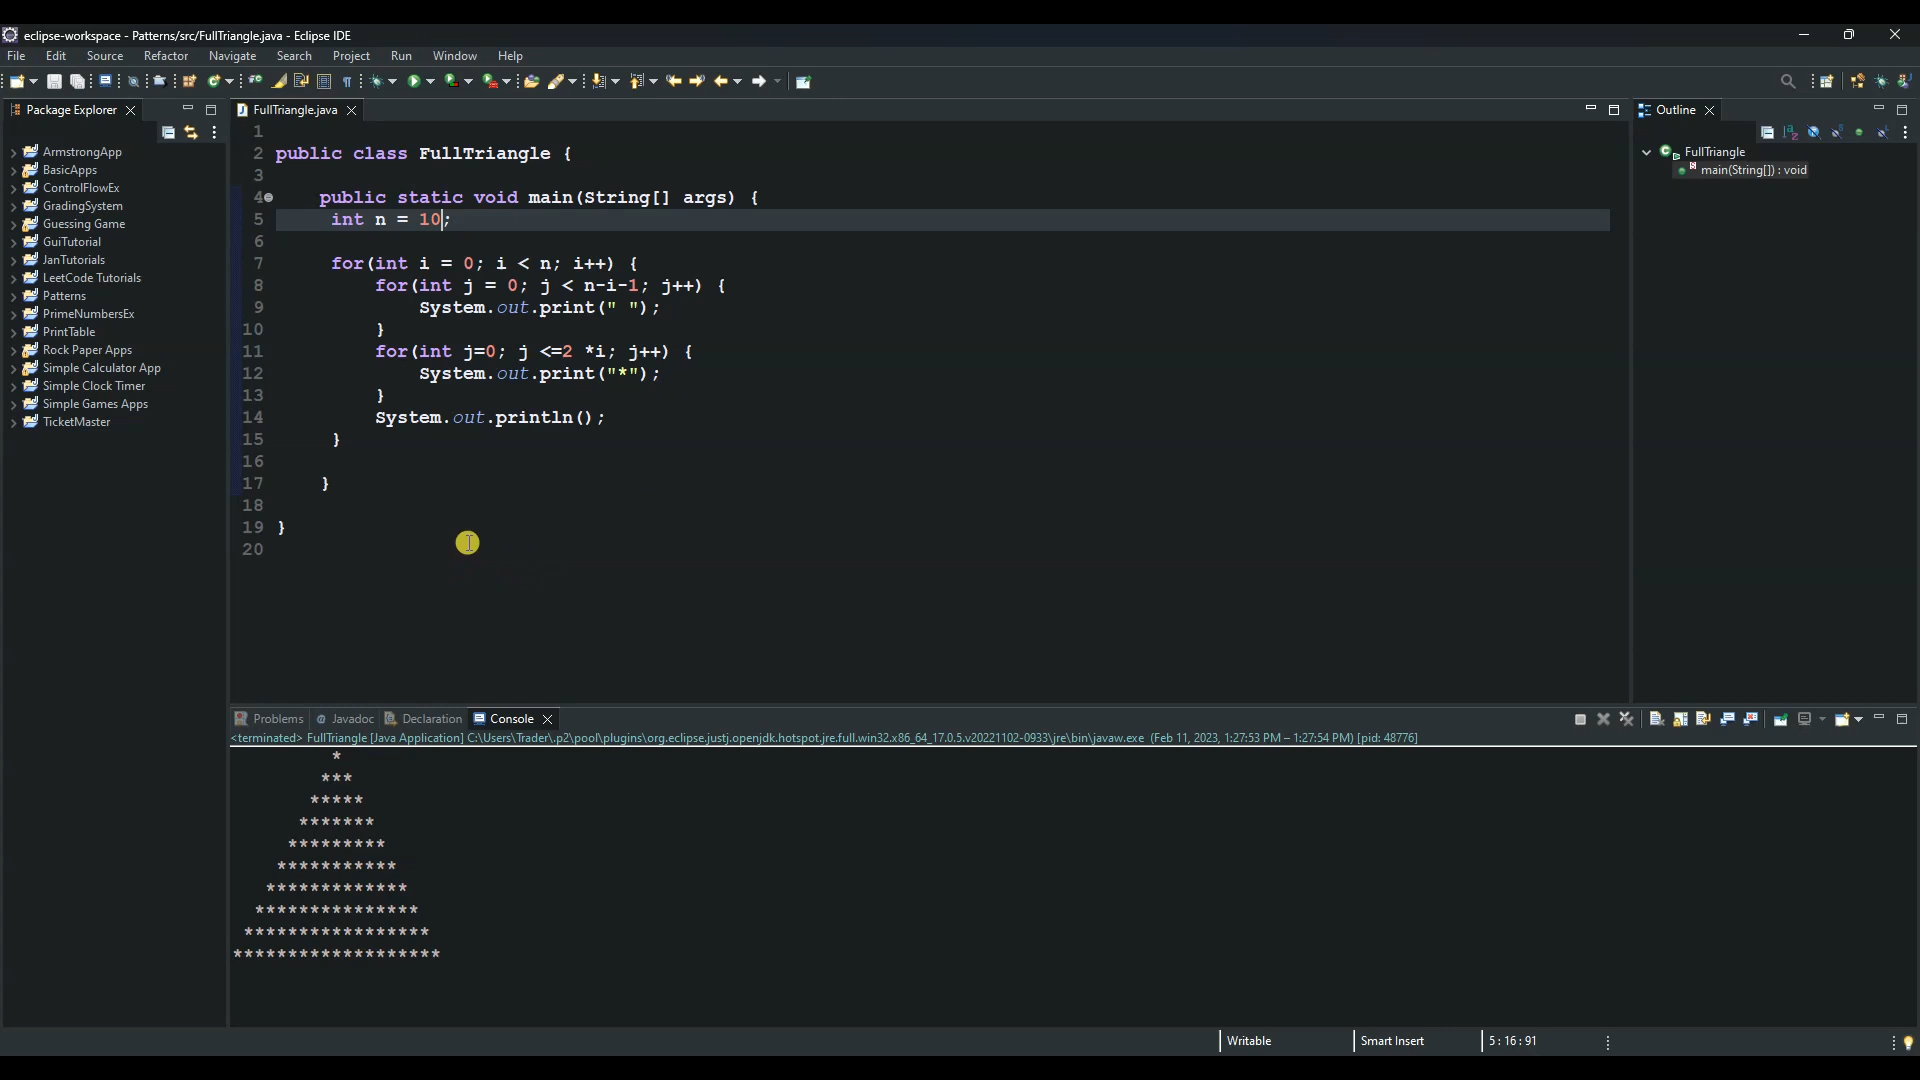 eclipse-workspace - Patterns/src/FullTriangle.java - Eclipse IDE
File Edit Source Refactor Navigate Search Project Run Window Help
Package Explorer
ArmstrongApp
BasicApps
ControlFlowEx
GradingSystem
Guessing Game
GuiTutorial
JanTutorials
LeetCode Tutorials
Patterns
PrimeNumbersEx
PrintTable
Rock Paper Apps
Simple Calculator App
Simple Clock Timer
Simple Games Apps
TicketMaster
FullTriangle.java
1
2 public class FullTriangle {
3
4 public static void main(String[] args) {
5 int n = 10;
6
7 for(int i = 0; i < n; i++) {
8 for(int j = 0; j < n-i-1; j++) {
9 System.out.print(" ");
10 }
11 for(int j=0; j <=2 *i; j++) {
12 System.out.print("*");
13 }
14 System.out.println();
15 }
16
17 }
18
19 }
20
Outline
FullTriangle
main(String[]) : void
Problems Javadoc Declaration Console
<terminated> FullTriangle [Java Application] C:\Users\Trader\.p2\pool\plugins\org.eclipse.justj.openjdk.hotspot.jre.full.win32.x86_64_17.0.5.v20221102-0933\jre\bin\javaw.exe (Feb 11, 2023, 1:27:53 PM – 1:27:54 PM) [pid: 48776]
*
***
*****
*******
*********
***********
*************
***************
*****************
*******************
Writable Smart Insert 5 : 16 : 91